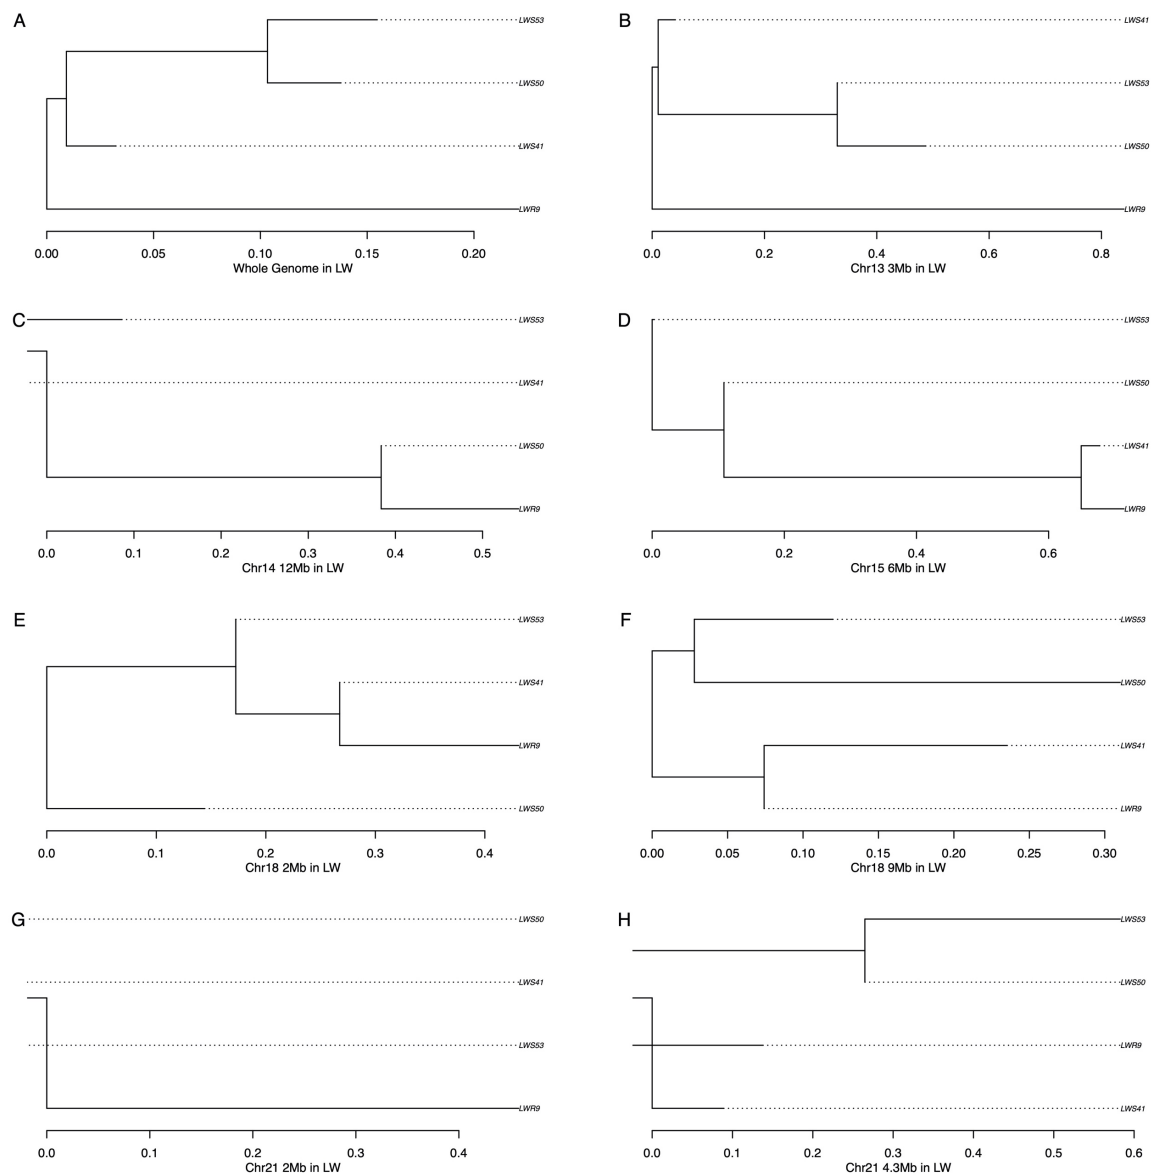 A
LWS53
LWS50
LWS41
LWR9
0.00 0.05 0.10 0.15 0.20
Whole Genome in LW
B
LWS41
LWS53
LWS50
LWR9
0.0 0.2 0.4 0.6 0.8
Chr13 3Mb in LW
C
LWS53
LWS41
LWS50
LWR9
0.0 0.1 0.2 0.3 0.4 0.5
Chr14 12Mb in LW
D
LWS53
LWS50
LWS41
LWR9
0.0 0.2 0.4 0.6
Chr15 6Mb in LW
E
LWS53
LWS41
LWR9
LWS50
0.0 0.1 0.2 0.3 0.4
Chr18 2Mb in LW
F
LWS53
LWS50
LWS41
LWR9
0.00 0.05 0.10 0.15 0.20 0.25 0.30
Chr18 9Mb in LW
G
LWS50
LWS41
LWS53
LWR9
0.0 0.1 0.2 0.3 0.4
Chr21 2Mb in LW
H
LWS53
LWS50
LWR9
LWS41
0.0 0.1 0.2 0.3 0.4 0.5 0.6
Chr21 4.3Mb in LW